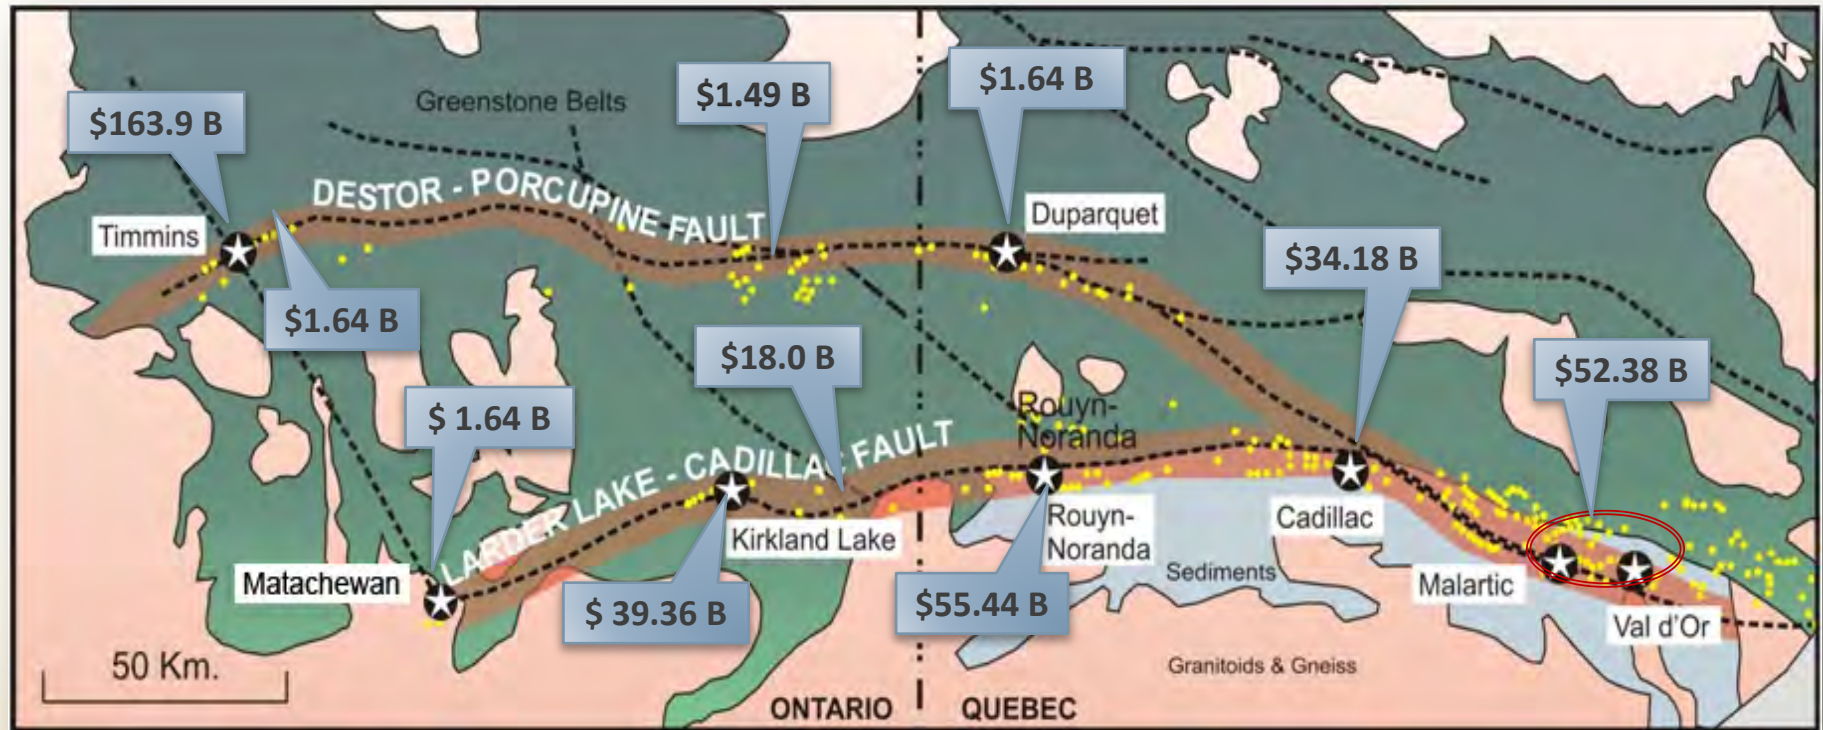 N
$163.9 B
Greenstone Belts
$1.49 B
$1.64 B
DESTOR - PORCUPINE FAULT
Timmins
Duparquet
$1.64 B
$34.18 B
$18.0 B
$52.38 B
$ 1.64 B
Rouyn-
Noranda
LARDER LAKE - CADILLAC FAULT
Kirkland Lake
Rouyn-
Noranda
Cadillac
Matachewan
Sediments
Malartic
$ 39.36 B
$55.44 B
Val d'Or
50 Km.
Granitoids & Gneiss
ONTARIO
QUEBEC